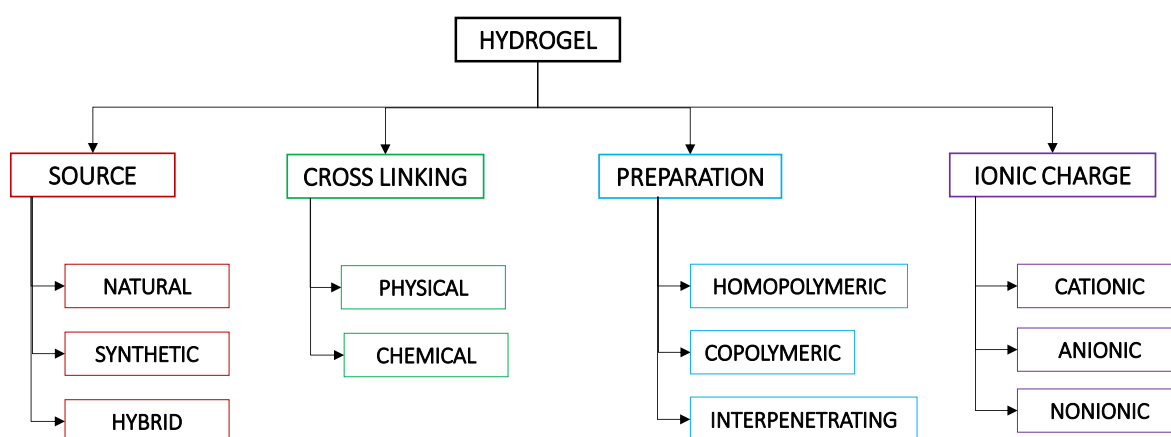 HYDROGEL
SOURCE
CROSS LINKING
PREPARATION
IONIC CHARGE
NATURAL
SYNTHETIC
HYBRID
PHYSICAL
CHEMICAL
HOMOPOLYMERIC
COPOLYMERIC
INTERPENETRATING
CATIONIC
ANIONIC
NONIONIC